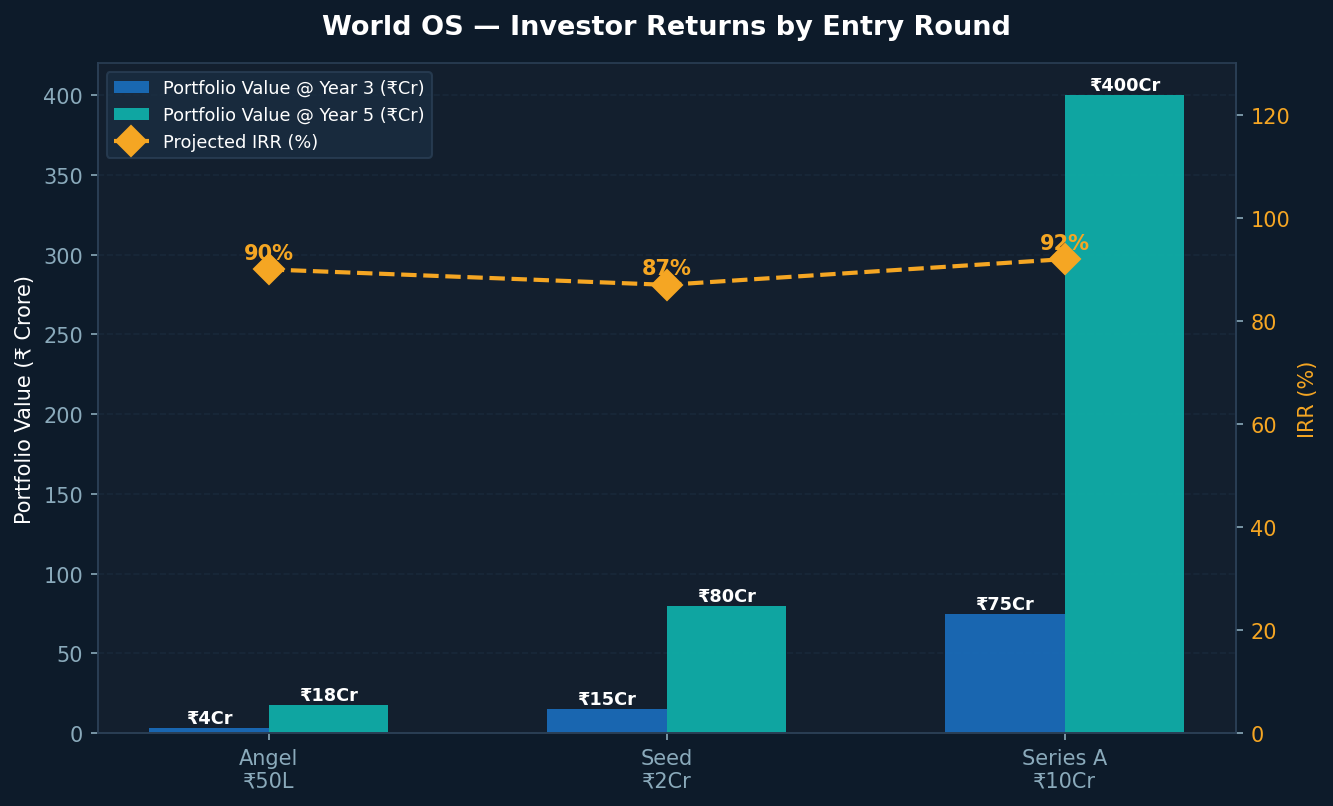 World OS — Investor Returns by Entry Round
Portfolio Value @ Year 3 (₹Cr)
Portfolio Value @ Year 5 (₹Cr)
Projected IRR (%)
Portfolio Value (₹ Crore)
400
350
300
250
200
150
100
50
0
₹4Cr
₹18Cr
₹15Cr
₹80Cr
₹75Cr
₹400Cr
90%
87%
92%
120
100
80
60
40
20
0
IRR (%)
Angel
₹50L
Seed
₹2Cr
Series A
₹10Cr